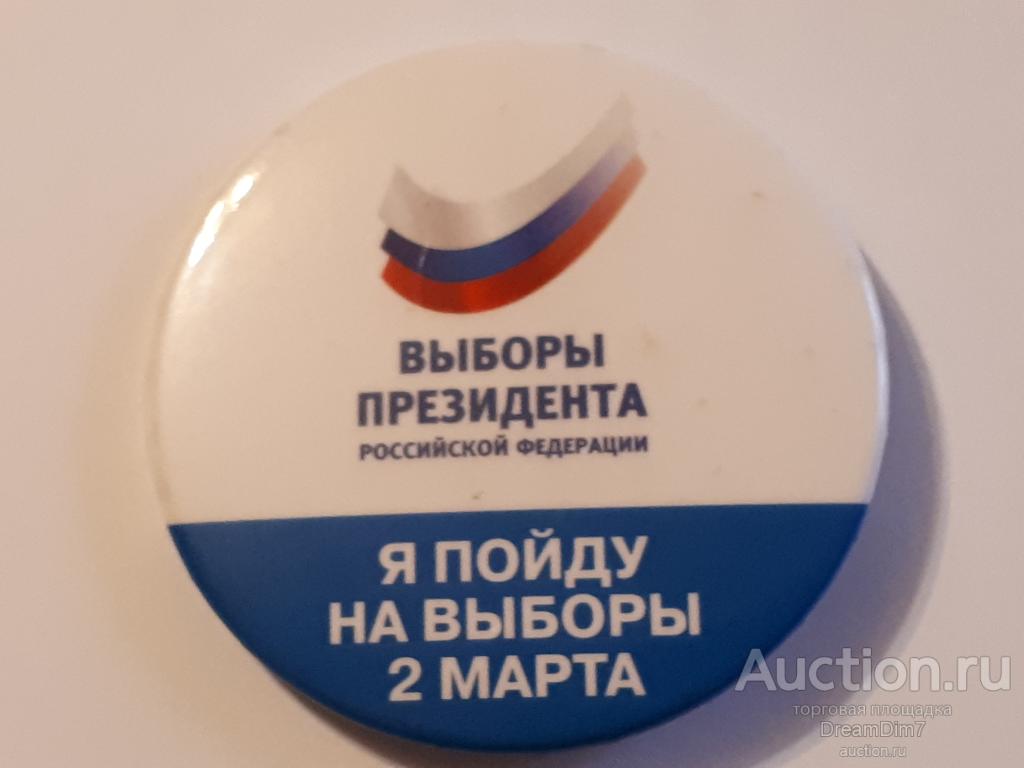 ВЫБОРЫ
ПРЕЗИДЕНТА
РОССИЙСКОЙ ФЕДЕРАЦИИ
Я ПОЙДУ
НА ВЫБОРЫ
2 МАРТА
Auction.ru
торговая площадка
DreamDim7
auction.ru